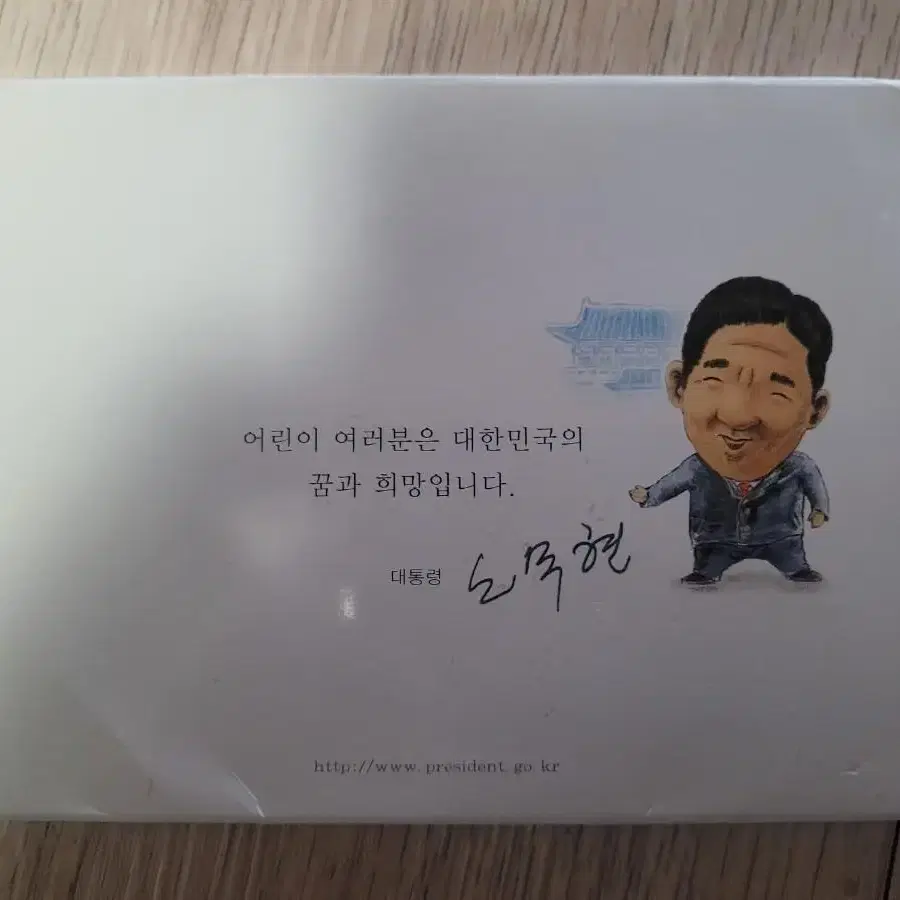 어린이 여러분은 대한민국의
꿈과 희망입니다.
대통령 노무현
http://www.president.go.kr